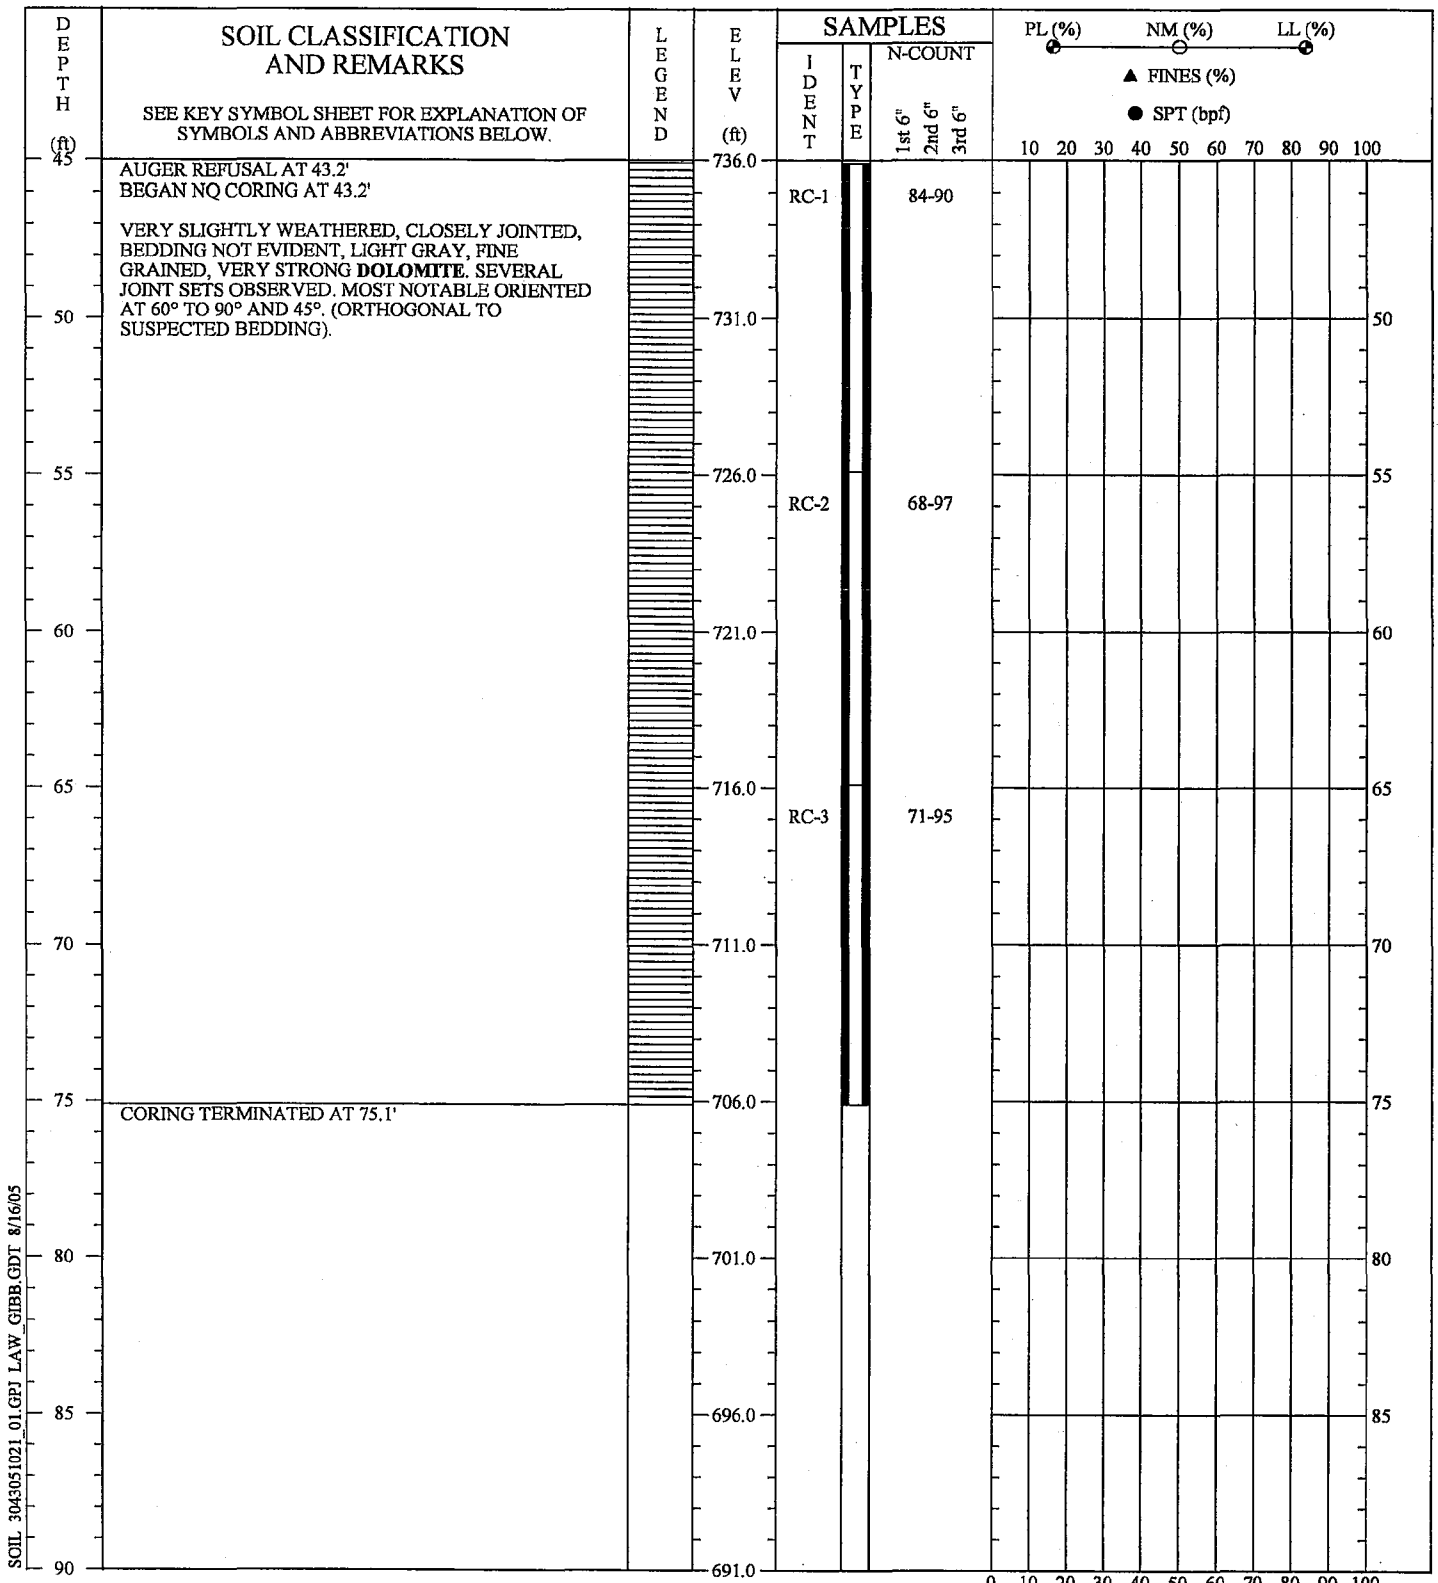 DEPTH (ft)
SOIL CLASSIFICATION
AND REMARKS
SEE KEY SYMBOL SHEET FOR EXPLANATION OF
SYMBOLS AND ABBREVIATIONS BELOW.
LEGEND
ELEV (ft)
SAMPLES
IDENT
TYPE
N-COUNT
1st 6"
2nd 6"
3rd 6"
PL (%) NM (%) LL (%)
▲ FINES (%)
● SPT (bpf)
10 20 30 40 50 60 70 80 90 100
45 736.0
AUGER REFUSAL AT 43.2'
BEGAN NQ CORING AT 43.2'
RC-1 84-90
VERY SLIGHTLY WEATHERED, CLOSELY JOINTED,
BEDDING NOT EVIDENT, LIGHT GRAY, FINE
GRAINED, VERY STRONG DOLOMITE. SEVERAL
JOINT SETS OBSERVED. MOST NOTABLE ORIENTED
AT 60° TO 90° AND 45°. (ORTHOGONAL TO
SUSPECTED BEDDING).
50 731.0 50
55 726.0 55
RC-2 68-97
60 721.0 60
65 716.0 65
RC-3 71-95
70 711.0 70
75 706.0 75
CORING TERMINATED AT 75.1'
80 701.0 80
85 696.0 85
90 691.0
0 10 20 30 40 50 60 70 80 90 100
SOIL 3043051021_01.GPJ LAW_GIBB.GDT 8/16/05